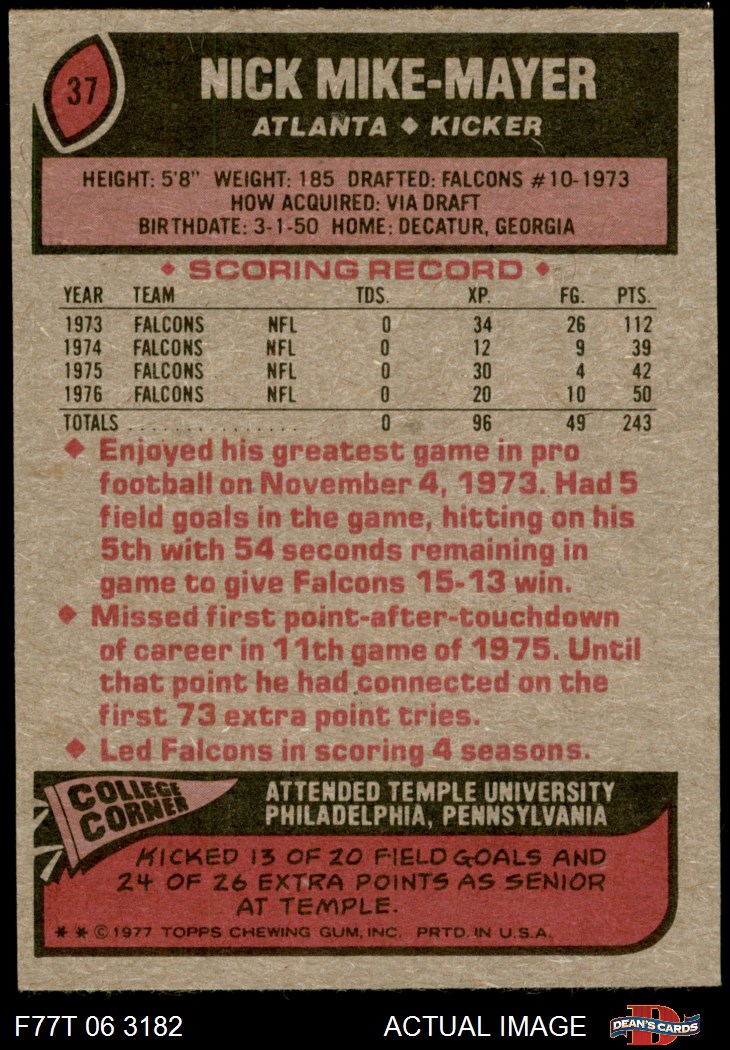 37
NICK MIKE-MAYER
ATLANTA ◆ KICKER
HEIGHT: 5'8" WEIGHT: 185 DRAFTED: FALCONS #10-1973
HOW ACQUIRED: VIA DRAFT
BIRTHDATE: 3-1-50 HOME: DECATUR, GEORGIA
◆ SCORING RECORD ◆
YEAR TEAM TDS. XP. FG. PTS.
1973 FALCONS NFL 0 34 26 112
1974 FALCONS NFL 0 12 9 39
1975 FALCONS NFL 0 30 4 42
1976 FALCONS NFL 0 20 10 50
TOTALS . . . . . . . . . . . . . . . 0 96 49 243
◆ Enjoyed his greatest game in pro
football on November 4, 1973. Had 5
field goals in the game, hitting on his
5th with 54 seconds remaining in
game to give Falcons 15-13 win.
◆ Missed first point-after-touchdown
of career in 11th game of 1975. Until
that point he had connected on the
first 73 extra point tries.
◆ Led Falcons in scoring 4 seasons.
COLLEGE
CORNER
ATTENDED TEMPLE UNIVERSITY
PHILADELPHIA, PENNSYLVANIA
KICKED 13 OF 20 FIELD GOALS AND
24 OF 26 EXTRA POINTS AS SENIOR
AT TEMPLE.
* * © 1977 TOPPS CHEWING GUM, INC. PRTD. IN U.S.A.
F77T 06 3182
ACTUAL IMAGE
D
DEAN'S CARDS